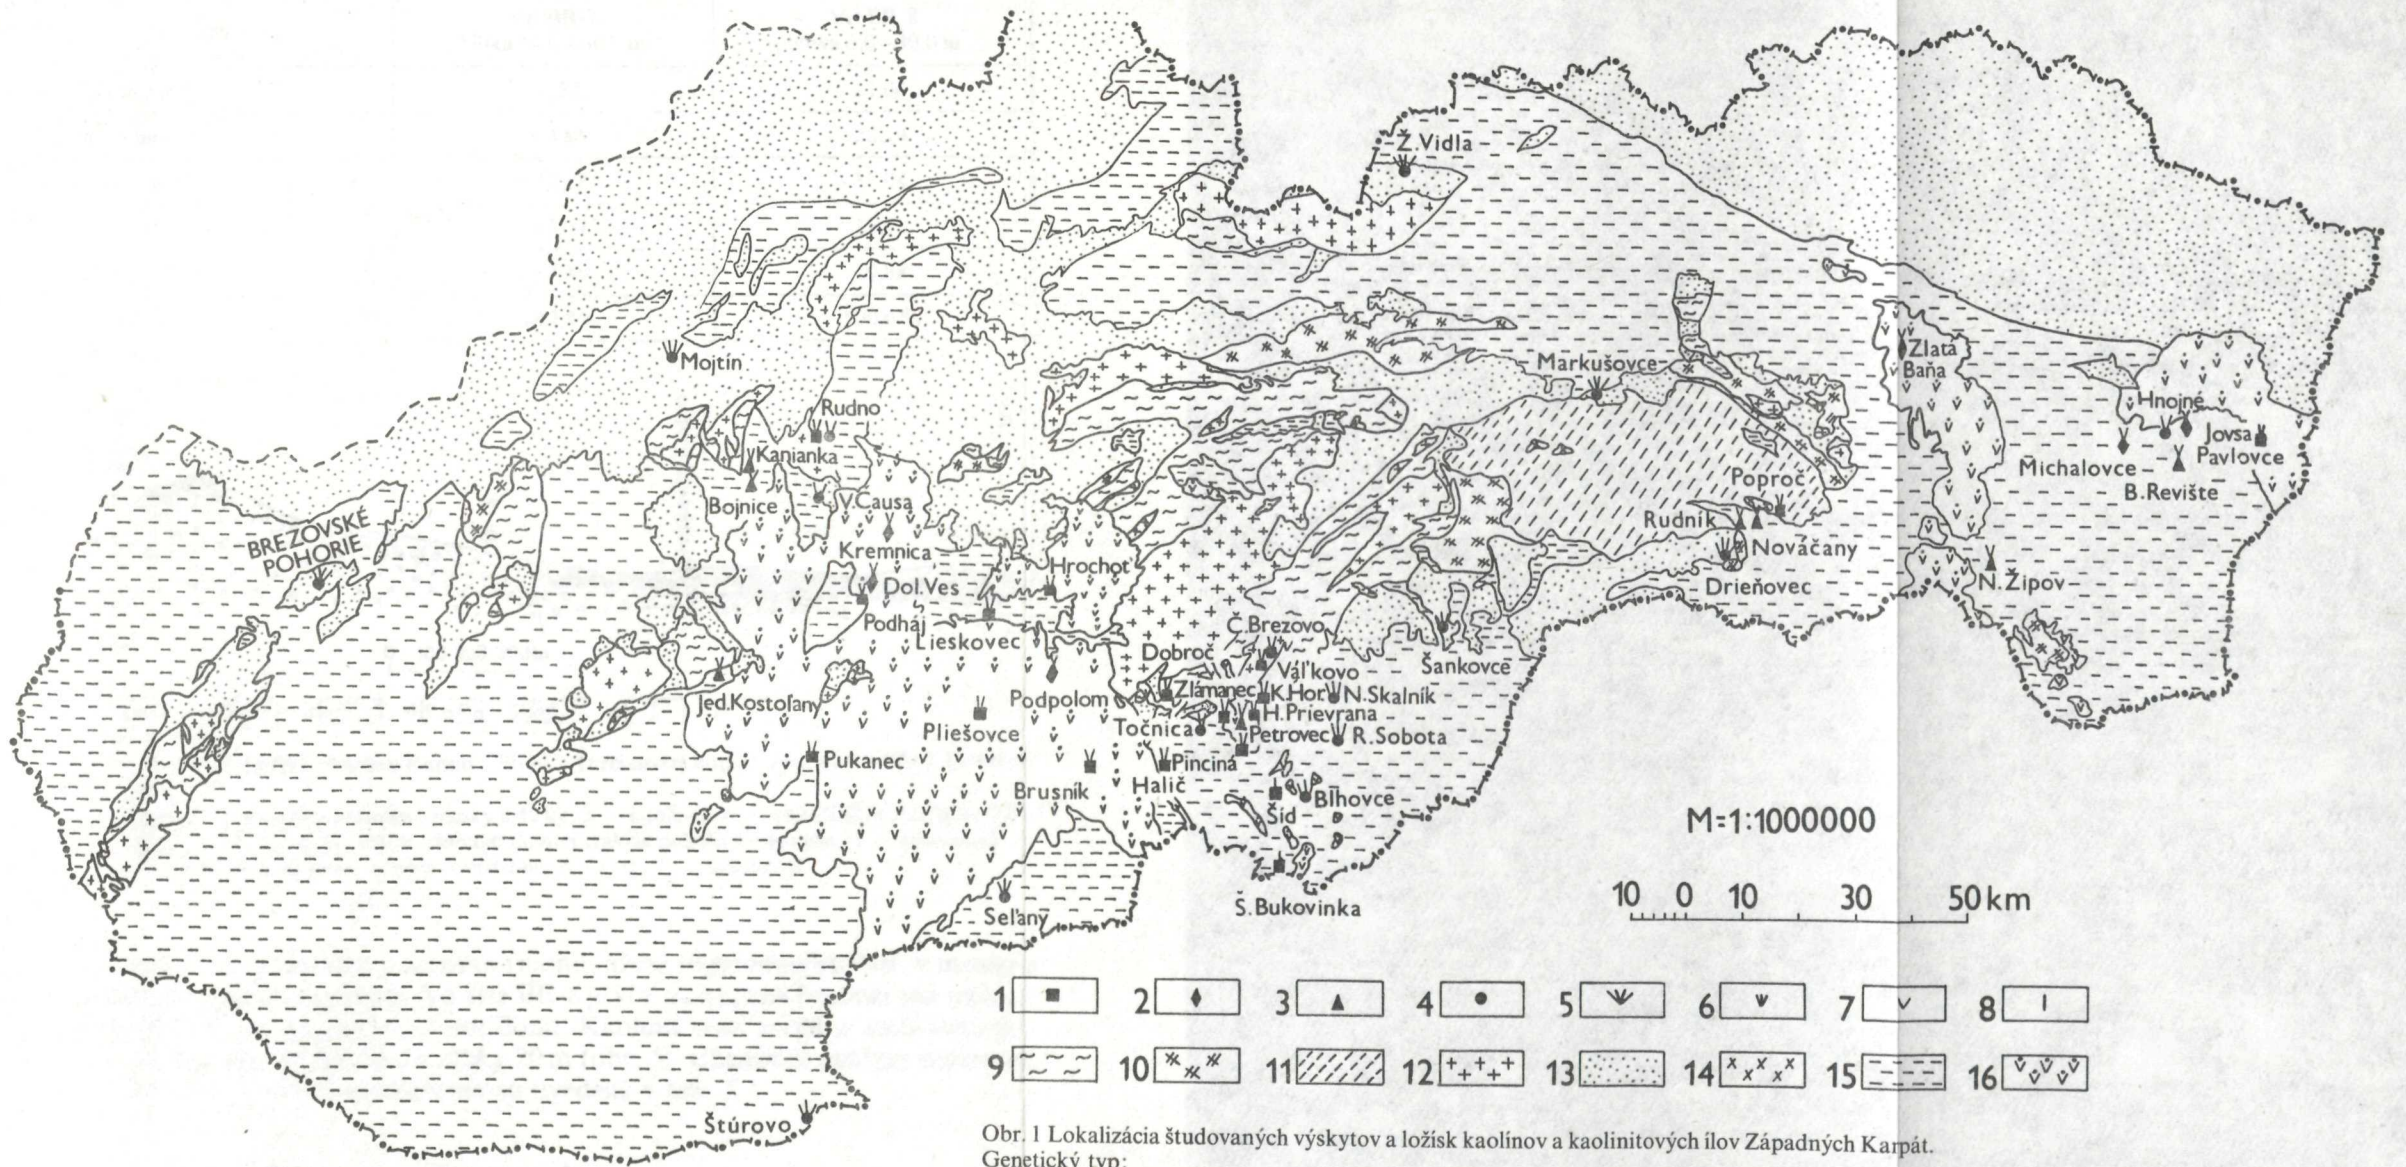 Ž.Vidla
Mojtín
Markušovce
Zlatá
Baňa
Rudno
Hnojné
Kanianka
Jovsa
Pavlovce
Michalovce
B.Revište
Bojnice
V.Čausa
Poproč
Rudník
BREZOVSKÉ
POHORIE
Kremnica
Nováčany
Hrochoť
Dol.Ves
Drieňovec
N.Žipov
Podháj
Lieskovec
Č.Brezovo
Dobroč
Šankovce
Váľkovo
Jed.Kostoľany
Podpolom
Zlámanec
K.Hor.
N.Skalník
H.Prievrana
Pliešovce
Točnica
Petrovec
R.Sobota
Pukanec
Pinciná
Brusník
Halič
Blhovce
Šíd
M=1:1000000
10 0 10 30 50 km
Seľany
Š.Bukovinka
1 2 3 4 5 6 7 8
9 10 11 12 13 14 15 16
Štúrovo
Obr. 1 Lokalizácia študovaných výskytov a ložísk kaolínov a kaolinitových ílov Západných Karpát.
Genetický typ: